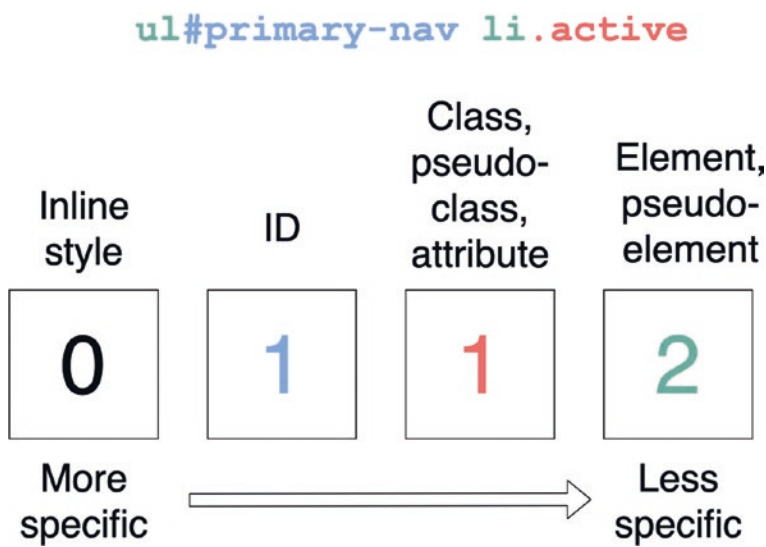 ul#primary-nav li.active
Inline
style
ID
Class,
pseudo-
class,
attribute
Element,
pseudo-
element
0
1
1
2
More
specific
Less
specific